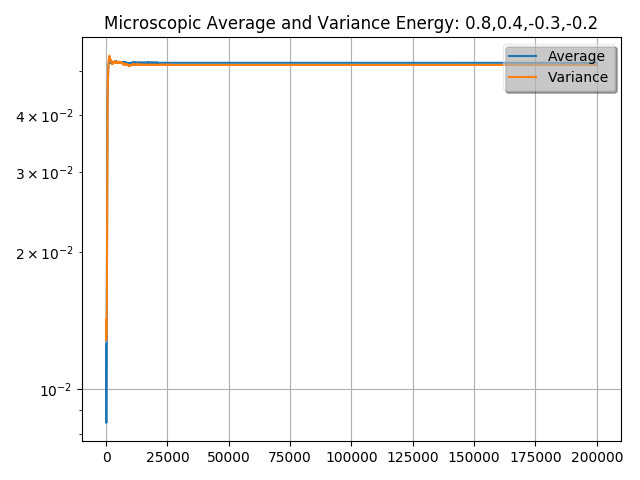 Microscopic Average and Variance Energy: 0.8,0.4,-0.3,-0.2
Average
Variance
4 × 10⁻²
3 × 10⁻²
2 × 10⁻²
10⁻²
0 25000 50000 75000 100000 125000 150000 175000 200000